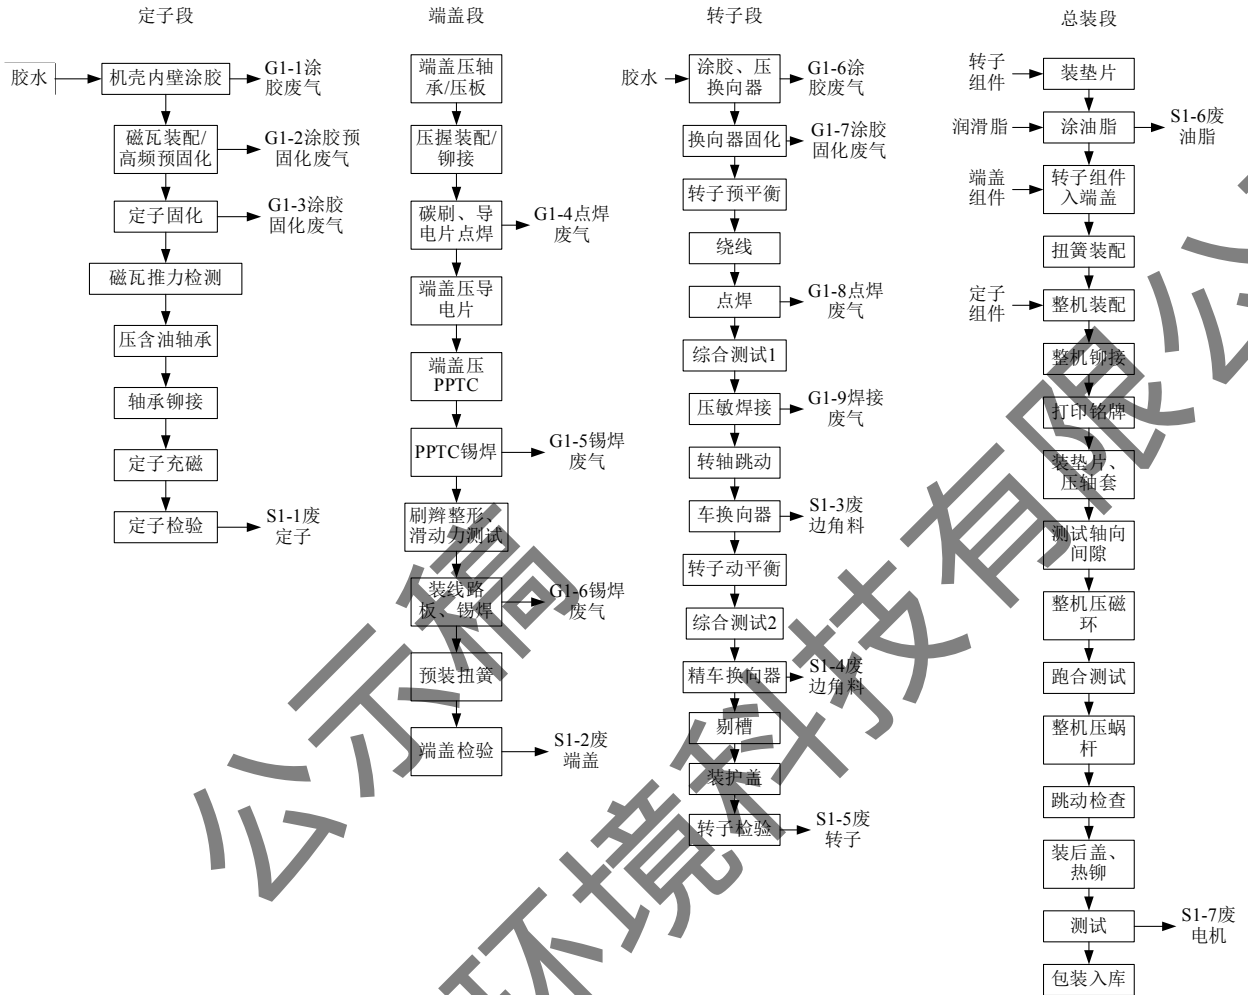 定子段
胶水
机壳内壁涂胶
G1-1涂
胶废气
磁瓦装配/
高频预固化
G1-2涂胶预
固化废气
定子固化
G1-3涂胶
固化废气
磁瓦推力检测
压含油轴承
轴承铆接
定子充磁
定子检验
S1-1废
定子
端盖段
端盖压轴
承/压板
压握装配/
铆接
碳刷、导
电片点焊
G1-4点焊
废气
端盖压导
电片
端盖压
PPTC
PPTC锡焊
G1-5锡焊
废气
刷辫整形、
滑动力测试
装线路
板、锡焊
G1-6锡焊
废气
预装扭簧
端盖检验
S1-2废
端盖
转子段
胶水
涂胶、压
换向器
G1-6涂
胶废气
换向器固化
G1-7涂胶
固化废气
转子预平衡
绕线
点焊
G1-8点焊
废气
综合测试1
压敏焊接
G1-9焊接
废气
转轴跳动
车换向器
S1-3废
边角料
转子动平衡
综合测试2
精车换向器
S1-4废
边角料
剔槽
装护盖
转子检验
S1-5废
转子
总装段
转子
组件
装垫片
润滑脂
涂油脂
S1-6废
油脂
端盖
组件
转子组件
入端盖
扭簧装配
定子
组件
整机装配
整机铆接
打印铭牌
装垫片、
压轴套
测试轴向
间隙
整机压磁
环
跑合测试
整机压蜗
杆
跳动检查
装后盖、
热铆
测试
S1-7废
电机
包装入库
公示稿
环境科技有限公